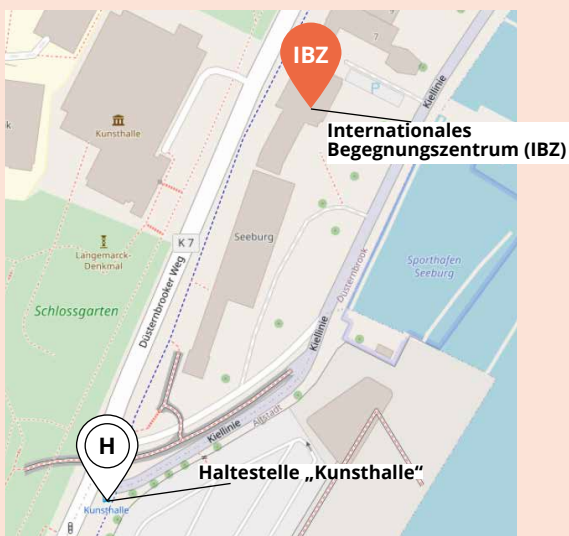 IBZ
7
P
Kiellinie
Internationales
Begegnungszentrum (IBZ)
k
Kunsthalle
K 7
Seeburg
Langemarck-
Denkmal
Düsternbrook
Sporthafen
Seeburg
Düsternbrooker Weg
Schlossgarten
Kiellinie
Kiellinie
Altstadt
H
Haltestelle „Kunsthalle“
Kunsthalle